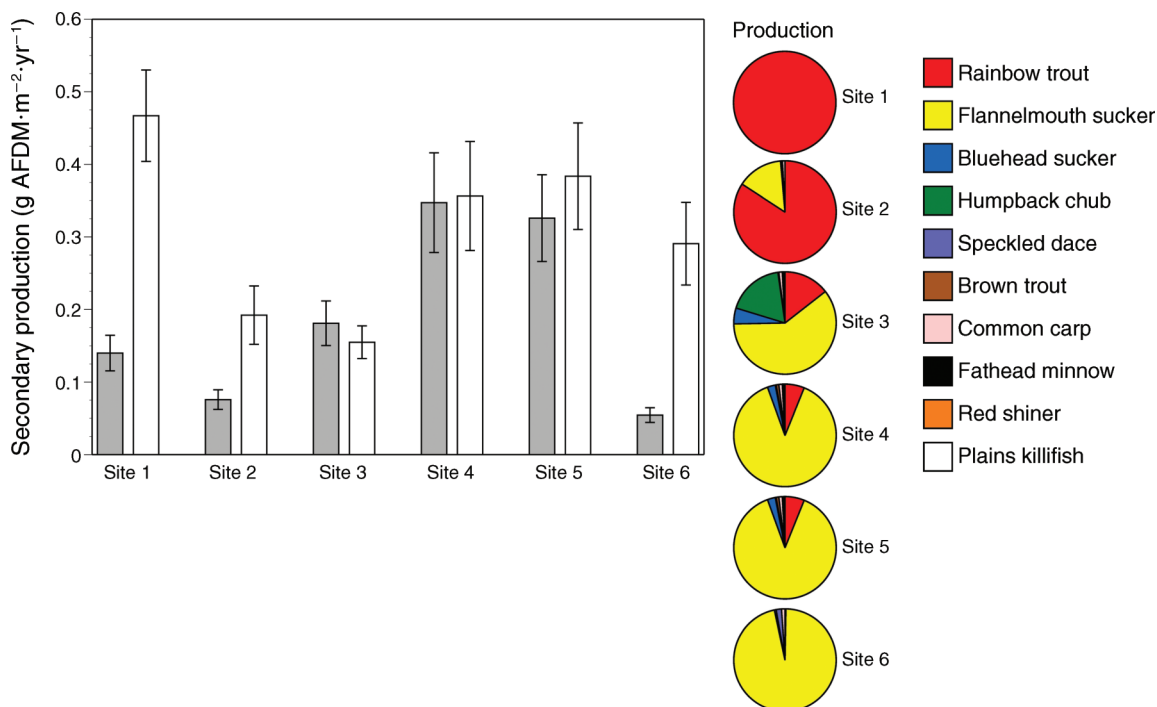 Secondary production (g AFDM·m⁻²·yr⁻¹)
0.6
0.5
0.4
0.3
0.2
0.1
0
Site 1
Site 2
Site 3
Site 4
Site 5
Site 6
Production
Site 1
Site 2
Site 3
Site 4
Site 5
Site 6
Rainbow trout
Flannelmouth sucker
Bluehead sucker
Humpback chub
Speckled dace
Brown trout
Common carp
Fathead minnow
Red shiner
Plains killifish